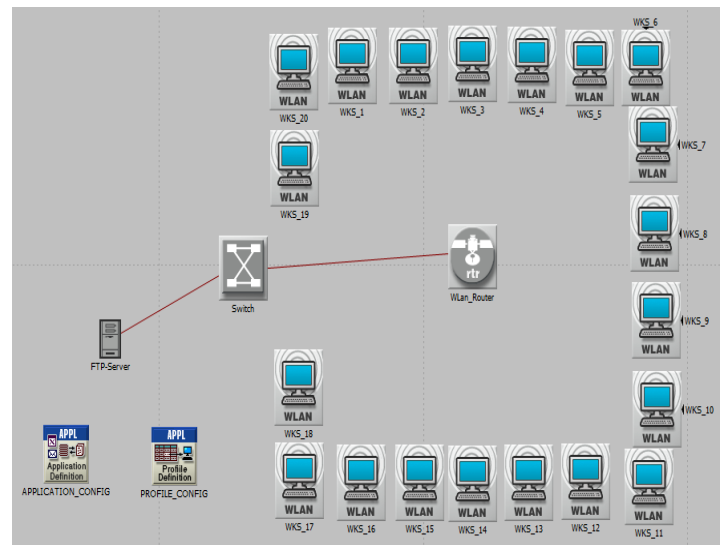 WKS_6
WLAN
WKS_20
WLAN
WKS_1
WLAN
WKS_2
WLAN
WKS_3
WLAN
WKS_4
WLAN
WKS_5
WLAN
WLAN
WKS_7
WLAN
WKS_19
WLAN
WKS_8
Switch
rtr
WLan_Router
WLAN
WKS_9
FTP-Server
WLAN
WKS_18
WLAN
WKS_10
APPL
Application
Definition
APPLICATION_CONFIG
APPL
Profile
Definition
PROFILE_CONFIG
WLAN
WKS_17
WLAN
WKS_16
WLAN
WKS_15
WLAN
WKS_14
WLAN
WKS_13
WLAN
WKS_12
WLAN
WKS_11